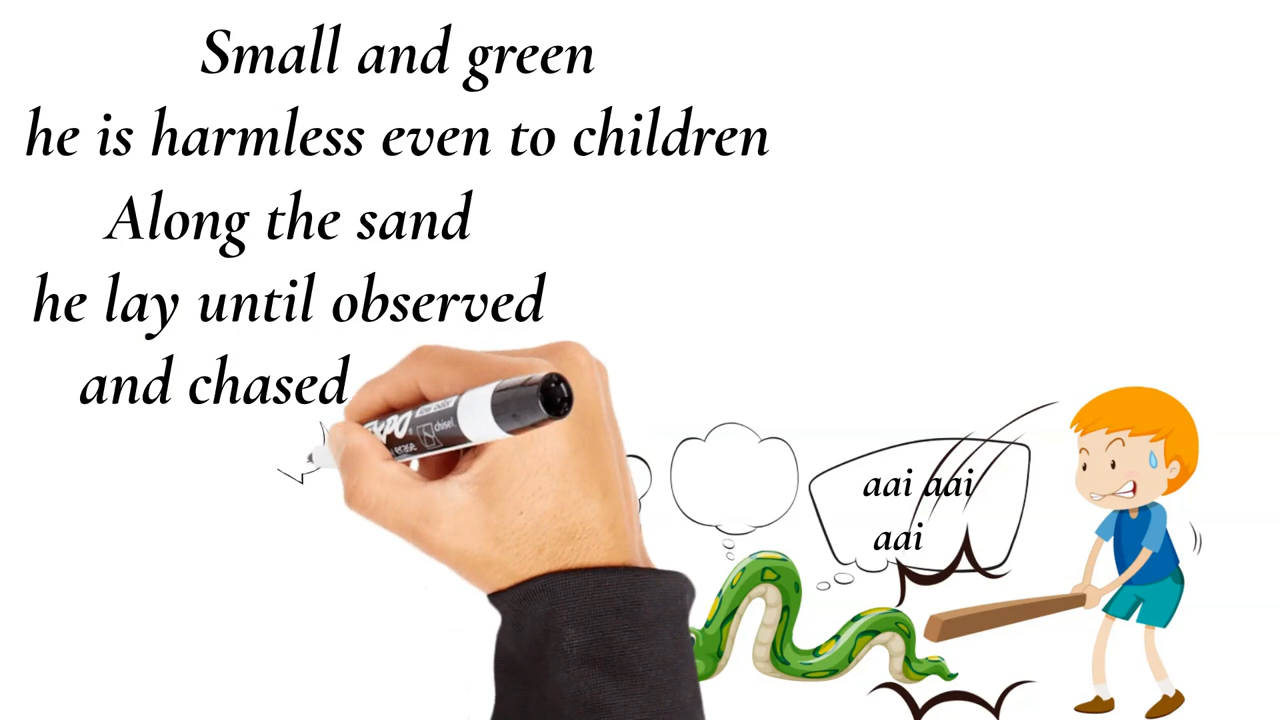 Small and green
he is harmless even to children
Along the sand
he lay until observed
and chased
aai aai
aai
chisel